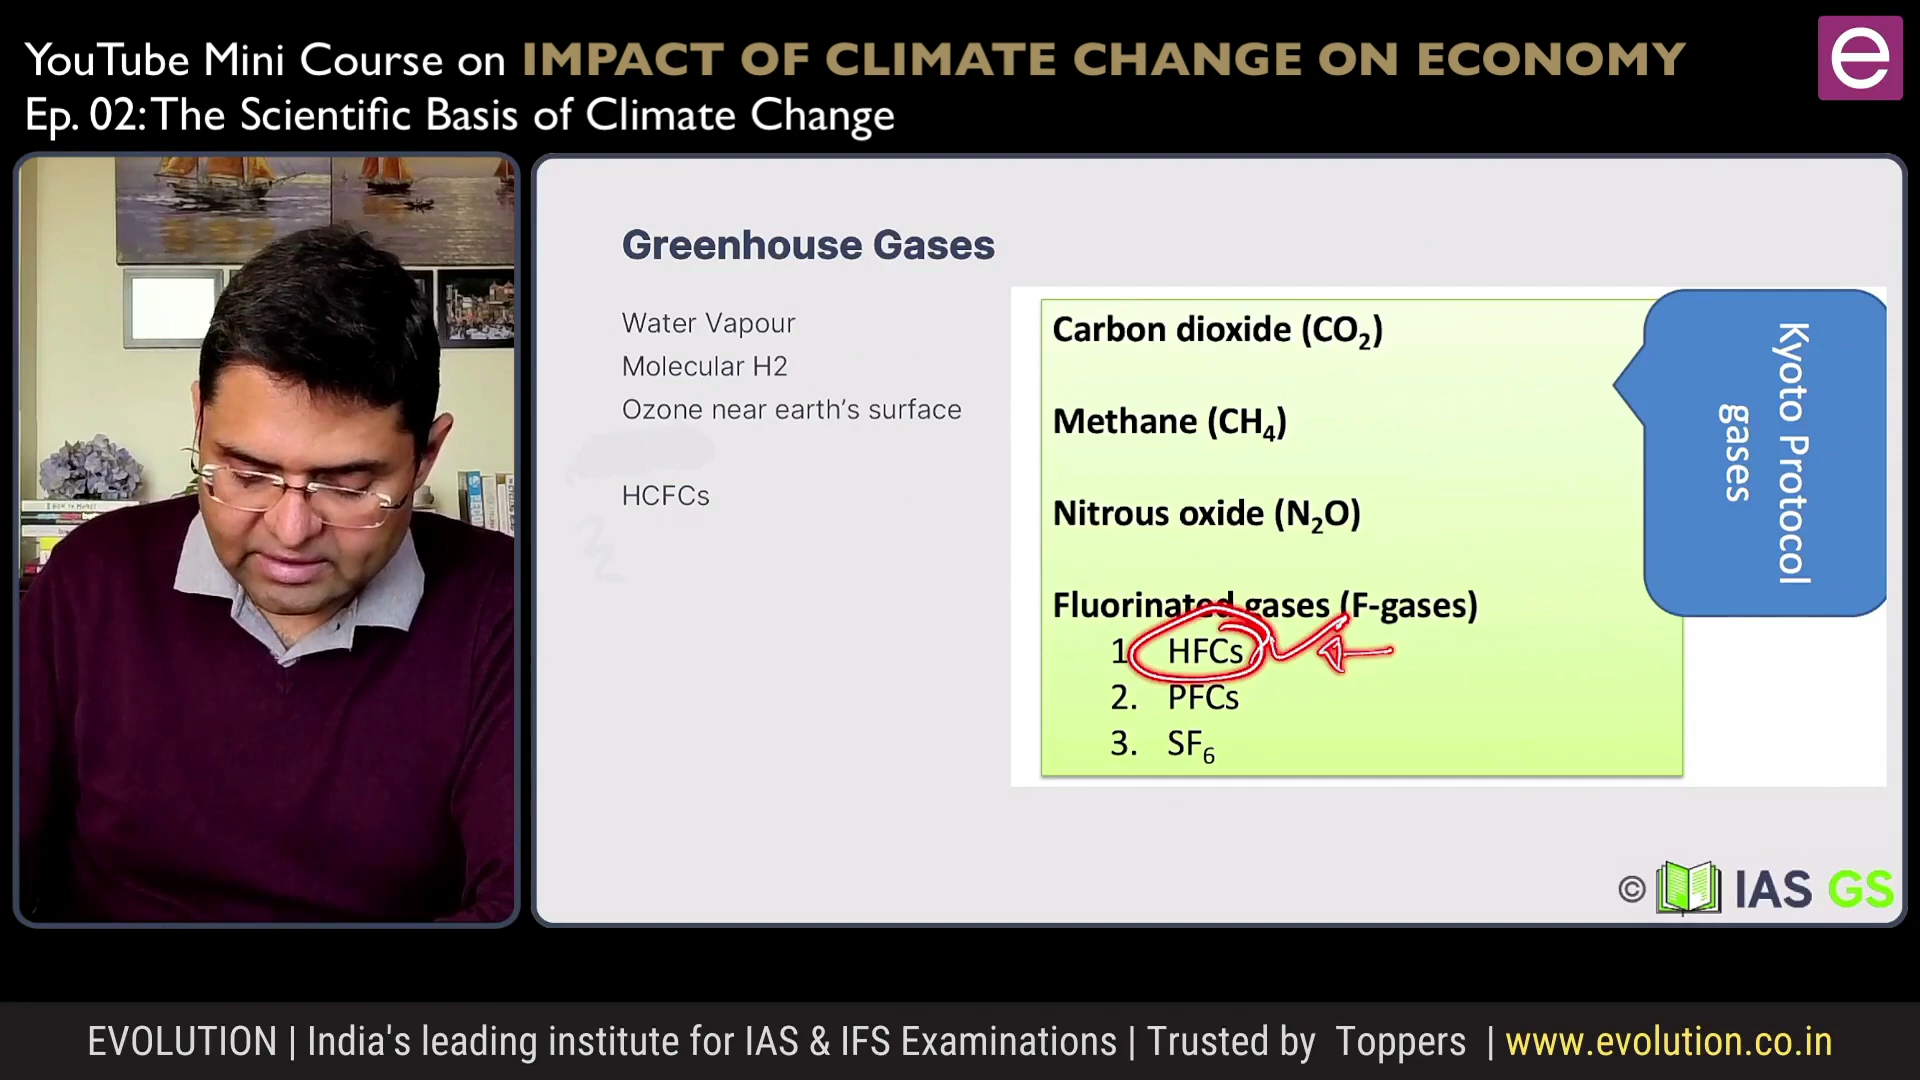 YouTube Mini Course on IMPACT OF CLIMATE CHANGE ON ECONOMY
Ep. 02: The Scientific Basis of Climate Change
e
Greenhouse Gases
Water Vapour
Molecular H2
Ozone near earth's surface
HCFCs
Carbon dioxide (CO₂)
Methane (CH₄)
Nitrous oxide (N₂O)
Fluorinated gases (F-gases)
1 HFCs
2. PFCs
3. SF₆
Kyoto Protocol
gases
© IAS GS
EVOLUTION | India's leading institute for IAS & IFS Examinations | Trusted by Toppers | www.evolution.co.in